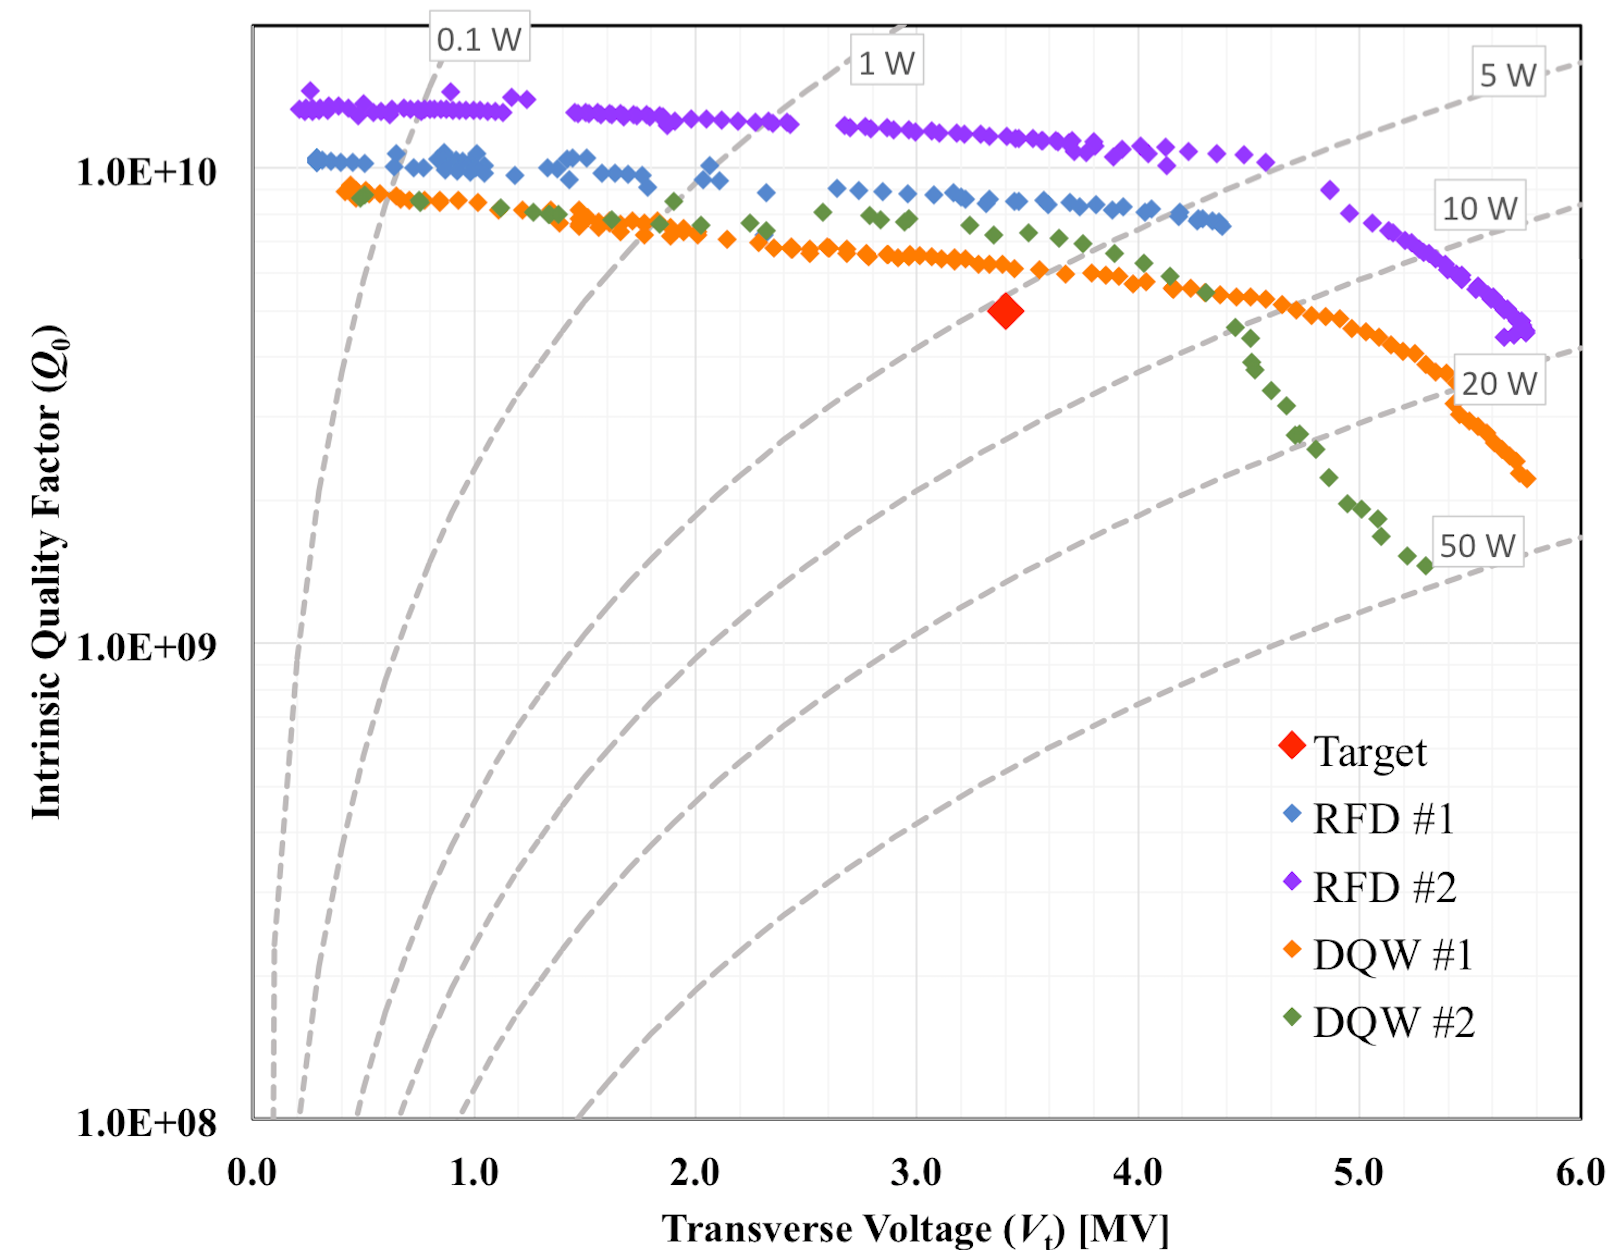 0.1 W
1 W
5 W
10 W
20 W
50 W
1.0E+10
1.0E+09
1.0E+08
Intrinsic Quality Factor (Q0)
Target
RFD #1
RFD #2
DQW #1
DQW #2
0.0 1.0 2.0 3.0 4.0 5.0 6.0
Transverse Voltage (Vt) [MV]